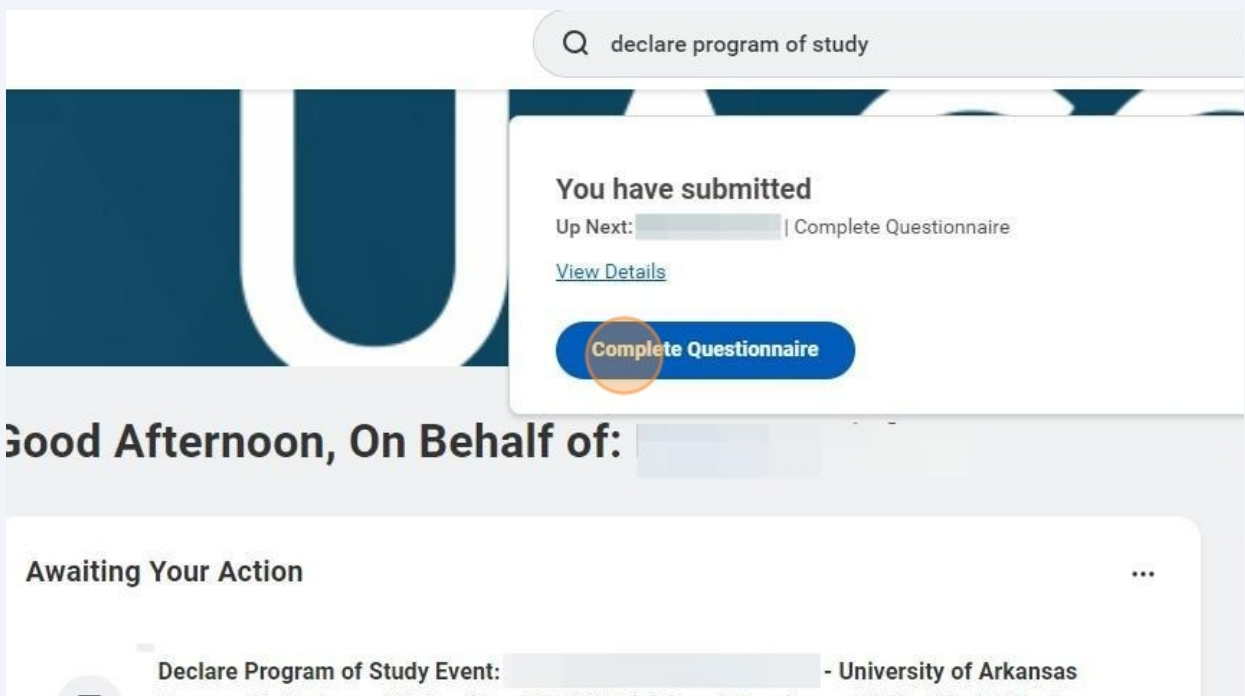 declare program of study
You have submitted
Up Next: | Complete Questionnaire
View Details
Complete Questionnaire
Good Afternoon, On Behalf of:
Awaiting Your Action
Declare Program of Study Event: - University of Arkansas